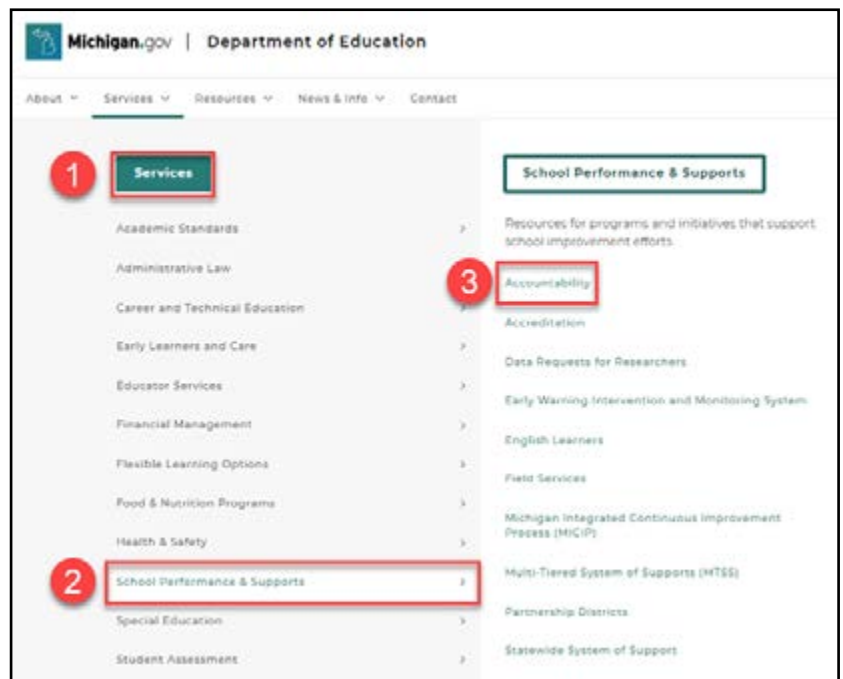 Michigan.gov | Department of Education
About Services Resources News & Info Contact
1
Services
Academic Standards
Administrative Law
Career and Technical Education
Early Learners and Care
Educator Services
Financial Management
Flexible Learning Options
Food & Nutrition Programs
Health & Safety
2
School Performance & Supports
Special Education
Student Assessment
School Performance & Supports
Resources for programs and initiatives that support
school improvement efforts.
3
Accountability
Accreditation
Data Requests for Researchers
Early Warning Intervention and Monitoring System
English Learners
Field Services
Michigan Integrated Continuous Improvement
Process (MICIP)
Multi-Tiered System of Supports (MTSS)
Partnership Districts
Statewide System of Support